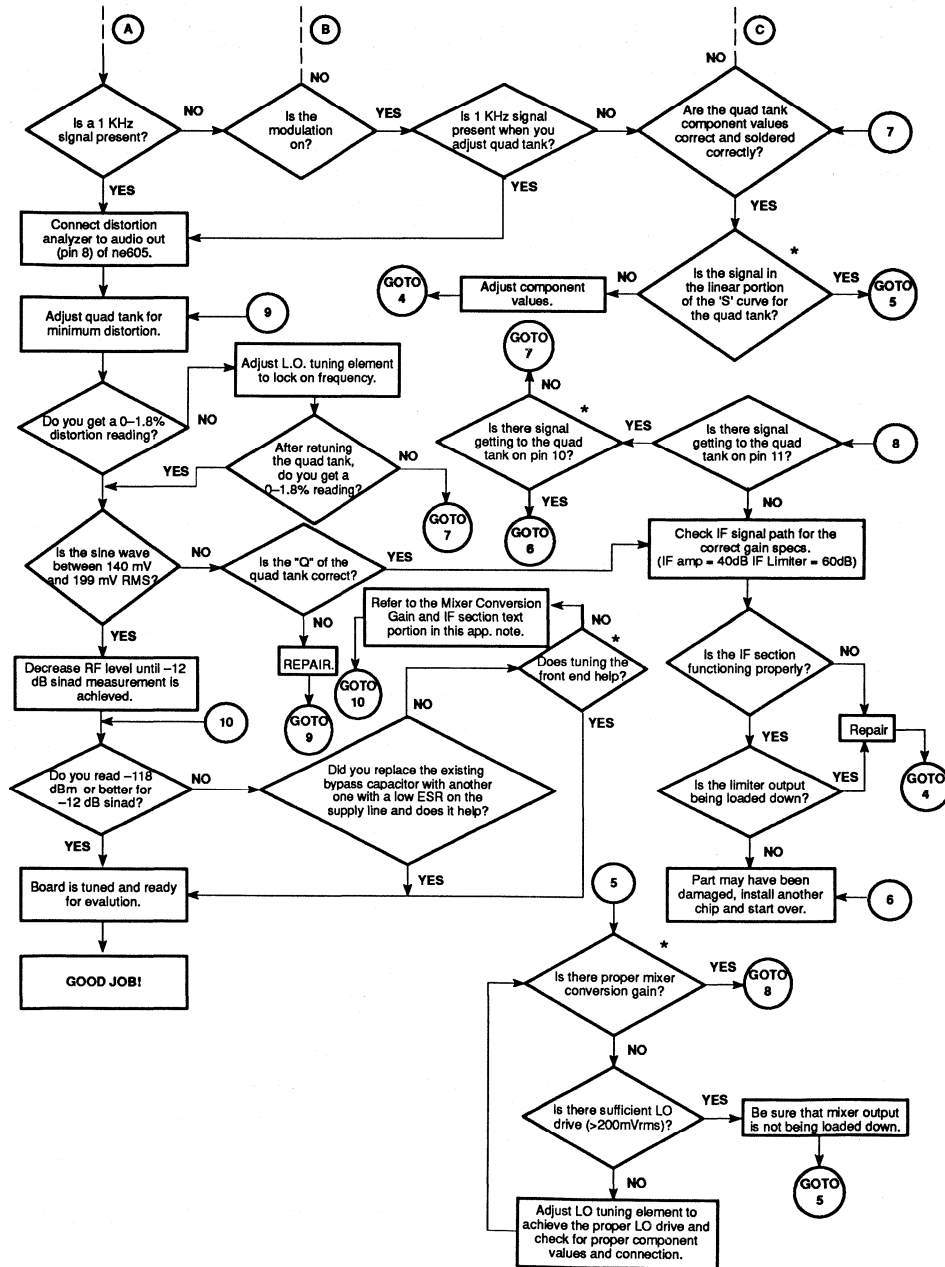 A
B
C
NO
NO
Is a 1 KHz
signal present?
NO
Is the
modulation
on?
YES
Is 1 KHz signal
present when you
adjust quad tank?
NO
Are the quad tank
component values
correct and soldered
correctly?
7
YES
YES
YES
Connect distortion
analyzer to audio out
(pin 8) of ne605.
*
Is the signal in
the linear portion
of the 'S' curve for
the quad tank?
YES
GOTO
5
NO
Adjust component
values.
GOTO
4
Adjust quad tank for
minimum distortion.
9
GOTO
7
Adjust L.O. tuning element
to lock on frequency.
NO
Do you get a 0–1.8%
distortion reading?
NO
*
Is there signal
getting to the quad
tank on pin 10?
YES
Is there signal
getting to the quad
tank on pin 11?
8
After retuning
the quad tank,
do you get a
0–1.8% reading?
YES
NO
YES
GOTO
7
YES
GOTO
6
NO
Check IF signal path for the
correct gain specs.
(IF amp = 40dB IF Limiter = 60dB)
Is the sine wave
between 140 mV
and 199 mV RMS?
NO
Is the "Q" of the
quad tank correct?
YES
Refer to the Mixer Conversion
Gain and IF section text
portion in this app. note.
NO
YES
NO
REPAIR.
GOTO
9
GOTO
10
*
Does tuning the
front end help?
Is the IF section
functioning properly?
NO
Decrease RF level until –12
dB sinad measurement is
achieved.
10
NO
YES
YES
Repair
GOTO
4
Do you read –118
dBm or better for
–12 dB sinad?
NO
Did you replace the existing
bypass capacitor with another
one with a low ESR on the
supply line and does it help?
Is the limiter output
being loaded down?
YES
YES
YES
NO
Board is tuned and ready
for evalution.
5
Part may have been
damaged, install another
chip and start over.
6
GOOD JOB!
*
Is there proper mixer
conversion gain?
YES
GOTO
8
NO
Is there sufficient LO
drive (>200mVrms)?
YES
Be sure that mixer output
is not being loaded down.
GOTO
5
NO
Adjust LO tuning element to
achieve the proper LO drive and
check for proper component
values and connection.